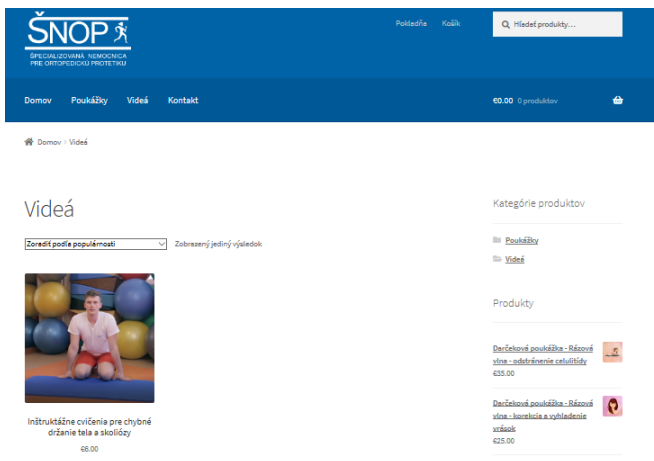 ŠNOP
ŠPECIALIZOVANÁ NEMOCNICA
PRE ORTOPEDICKÚ PROTETIKU
Pokladňa Košík
Hľadať produkty…
Domov Poukážky Videá Kontakt
€0.00 0 produktov
Domov › Videá
Videá
Zoradiť podľa populárnosti
Zobrazený jediný výsledok
Inštruktážne cvičenia pre chybné
držanie tela a skoliózy
€6.00
Kategórie produktov
Poukážky
Videá
Produkty
Darčeková poukážka - Rázová
vlna - odstránenie celulitídy
€35.00
Darčeková poukážka - Rázová
vlna - korekcia a vyhladenie
vrások
€25.00